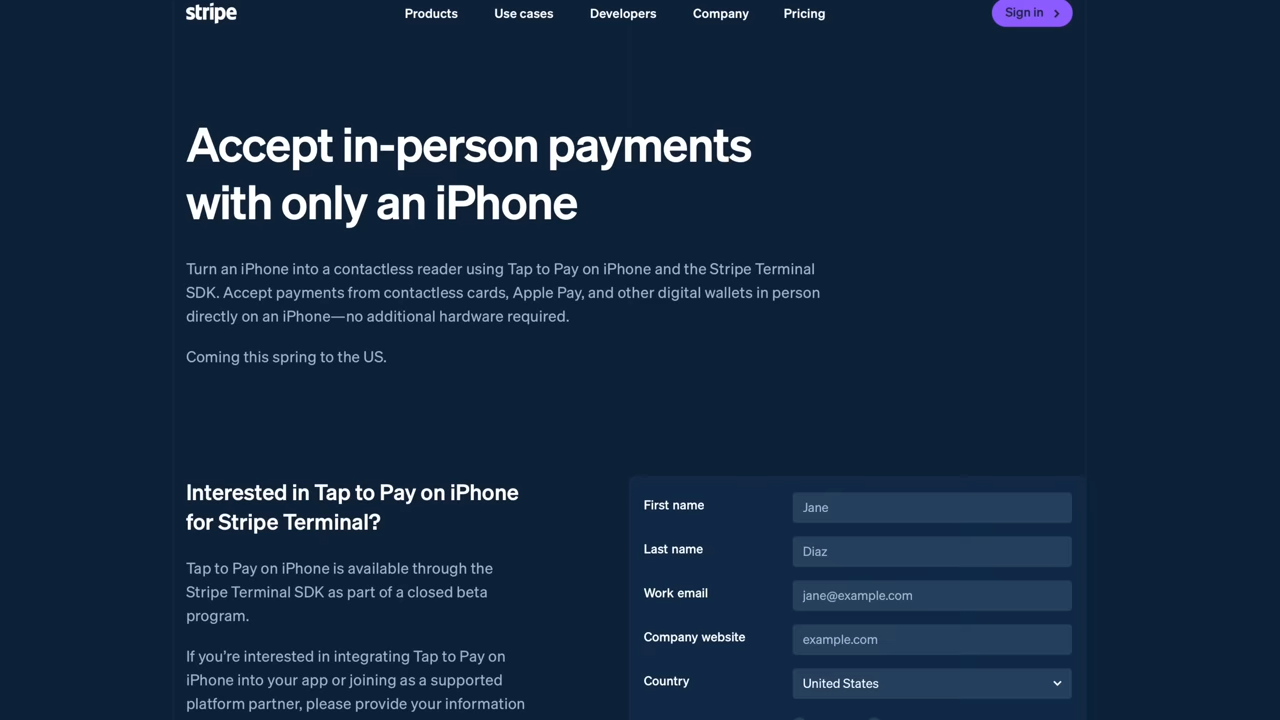 stripe
Products Use cases Developers Company Pricing
Sign in
Accept in-person payments
with only an iPhone
Turn an iPhone into a contactless reader using Tap to Pay on iPhone and the Stripe Terminal
SDK. Accept payments from contactless cards, Apple Pay, and other digital wallets in person
directly on an iPhone—no additional hardware required.
Coming this spring to the US.
Interested in Tap to Pay on iPhone
for Stripe Terminal?
Tap to Pay on iPhone is available through the
Stripe Terminal SDK as part of a closed beta
program.
If you’re interested in integrating Tap to Pay on
iPhone into your app or joining as a supported
platform partner, please provide your information
First name Jane
Last name Diaz
Work email jane@example.com
Company website example.com
Country United States